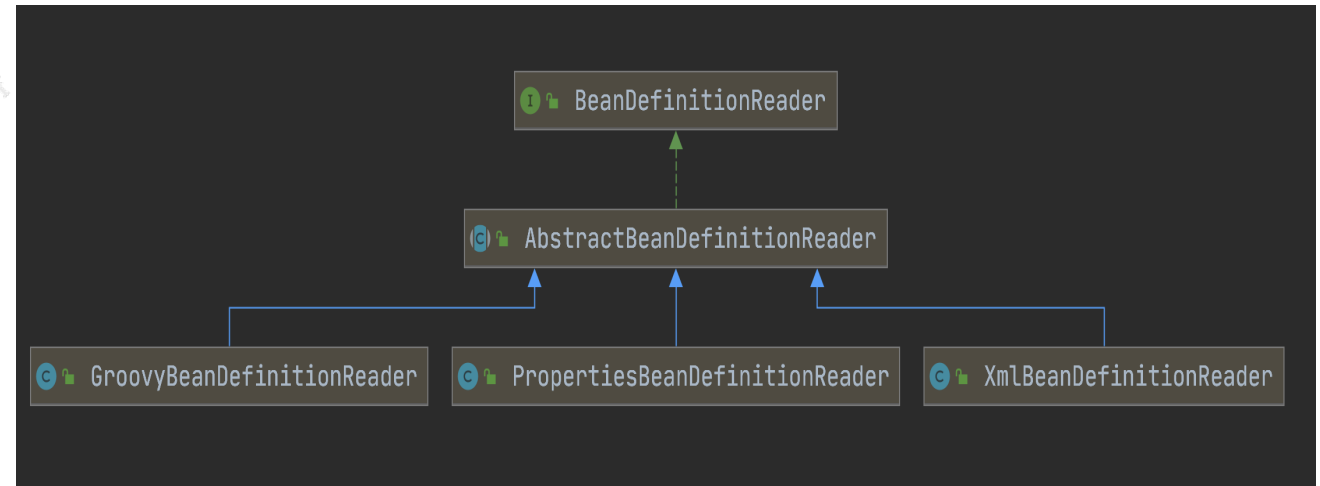 I BeanDefinitionReader
C AbstractBeanDefinitionReader
C GroovyBeanDefinitionReader
C PropertiesBeanDefinitionReader
C XmlBeanDefinitionReader